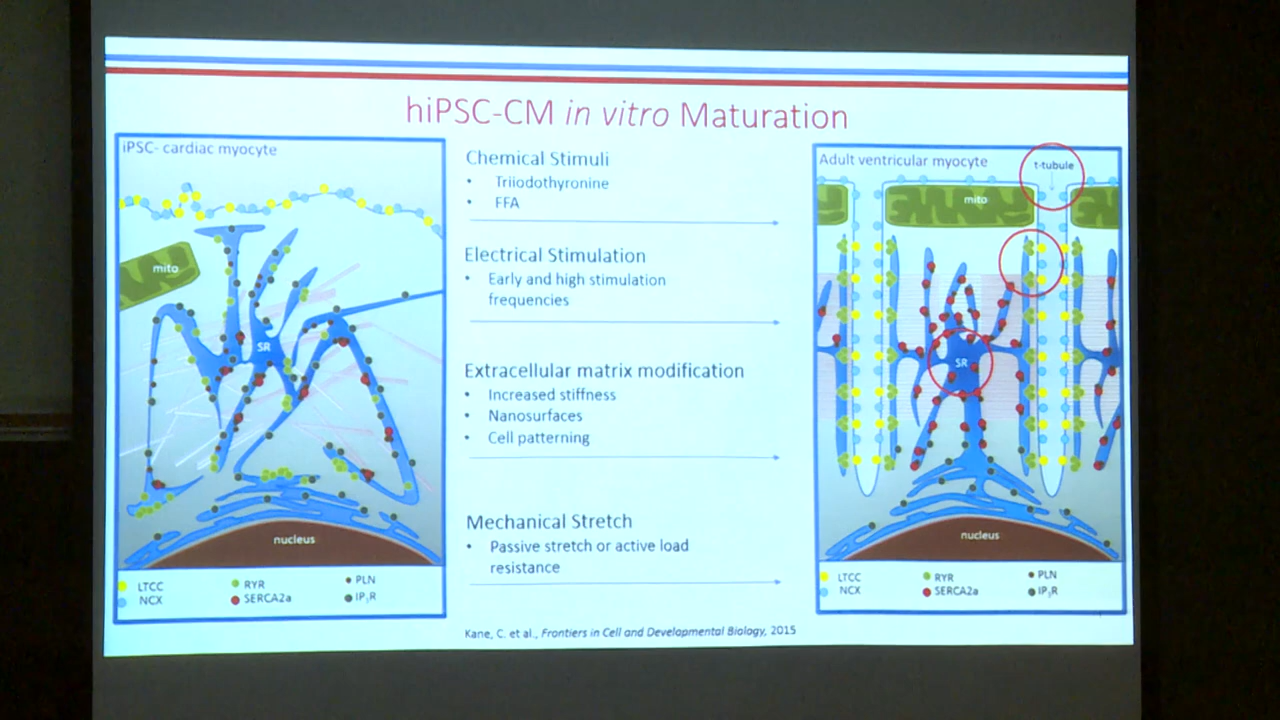 hiPSC-CM in vitro Maturation
iPSC- cardiac myocyte
mito
SR
nucleus
LTCC
NCX
RYR
SERCA2a
PLN
IP₃R
Chemical Stimuli
• Triiodothyronine
• FFA
Electrical Stimulation
• Early and high stimulation
frequencies
Extracellular matrix modification
• Increased stiffness
• Nanosurfaces
• Cell patterning
Mechanical Stretch
• Passive stretch or active load
resistance
Adult ventricular myocyte
t-tubule
mito
SR
nucleus
LTCC
NCX
RYR
SERCA2a
PLN
IP₃R
Kane, C. et al., Frontiers in Cell and Developmental Biology, 2015